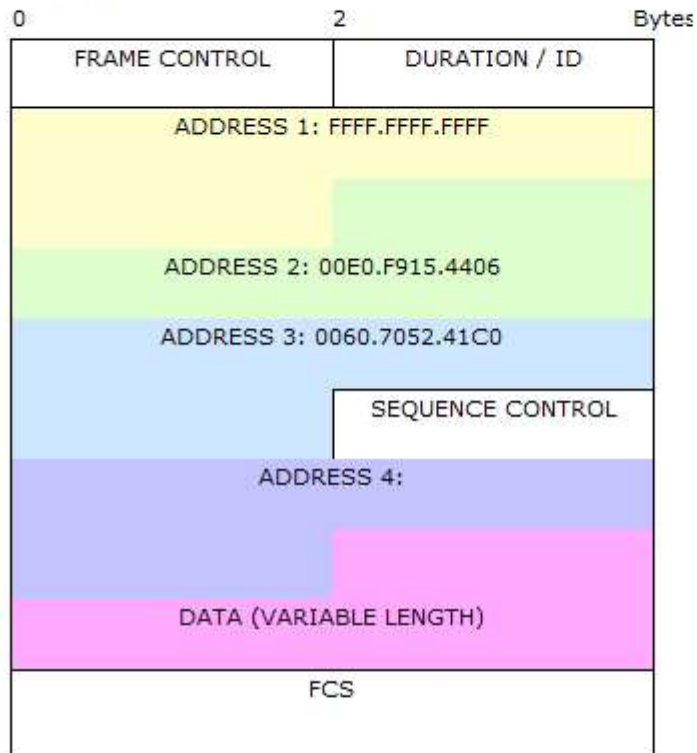 0 2 Bytes
FRAME CONTROL DURATION / ID
ADDRESS 1: FFFF.FFFF.FFFF
ADDRESS 2: 00E0.F915.4406
ADDRESS 3: 0060.7052.41C0
SEQUENCE CONTROL
ADDRESS 4:
DATA (VARIABLE LENGTH)
FCS